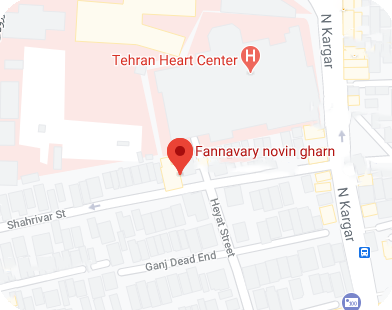 N Kargar
Tehran Heart Center
H
Fannavary novin gharn
Shahrivar St
Heyat Street
N Kargar
Ganj Dead End